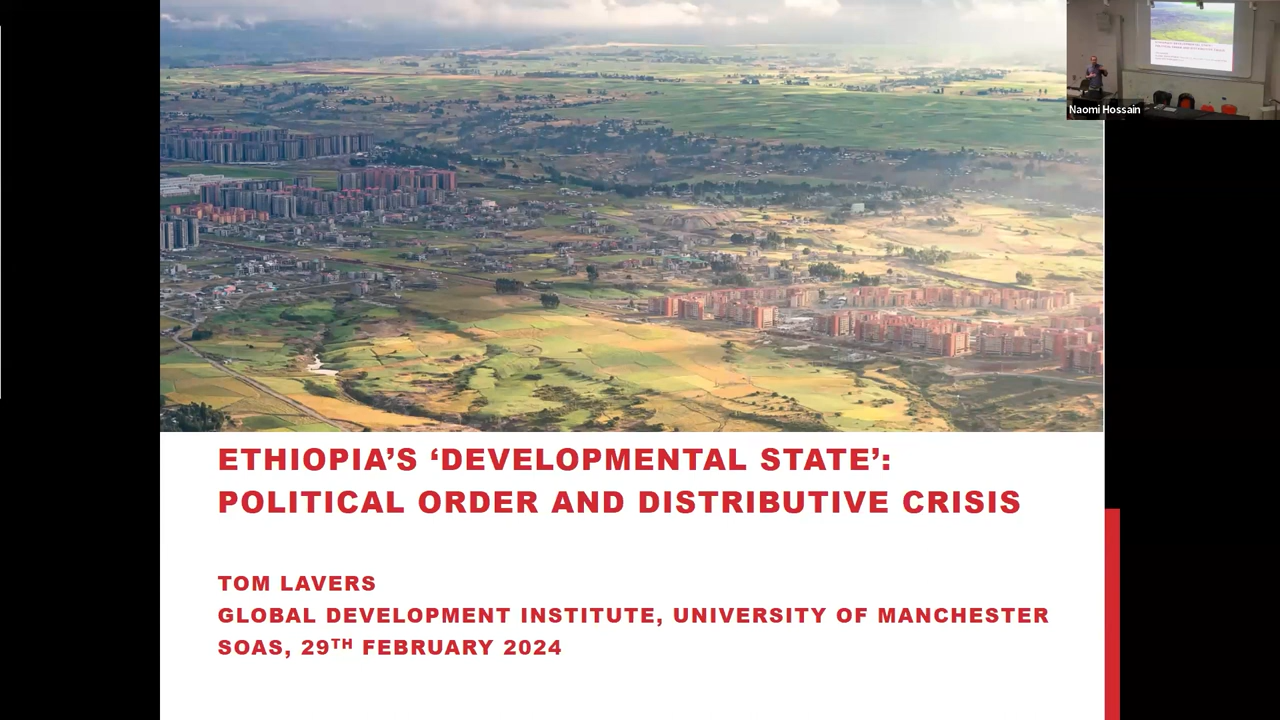 Naomi Hossain
ETHIOPIA'S ‘DEVELOPMENTAL STATE’:
POLITICAL ORDER AND DISTRIBUTIVE CRISIS
TOM LAVERS
GLOBAL DEVELOPMENT INSTITUTE, UNIVERSITY OF MANCHESTER
SOAS, 29TH FEBRUARY 2024